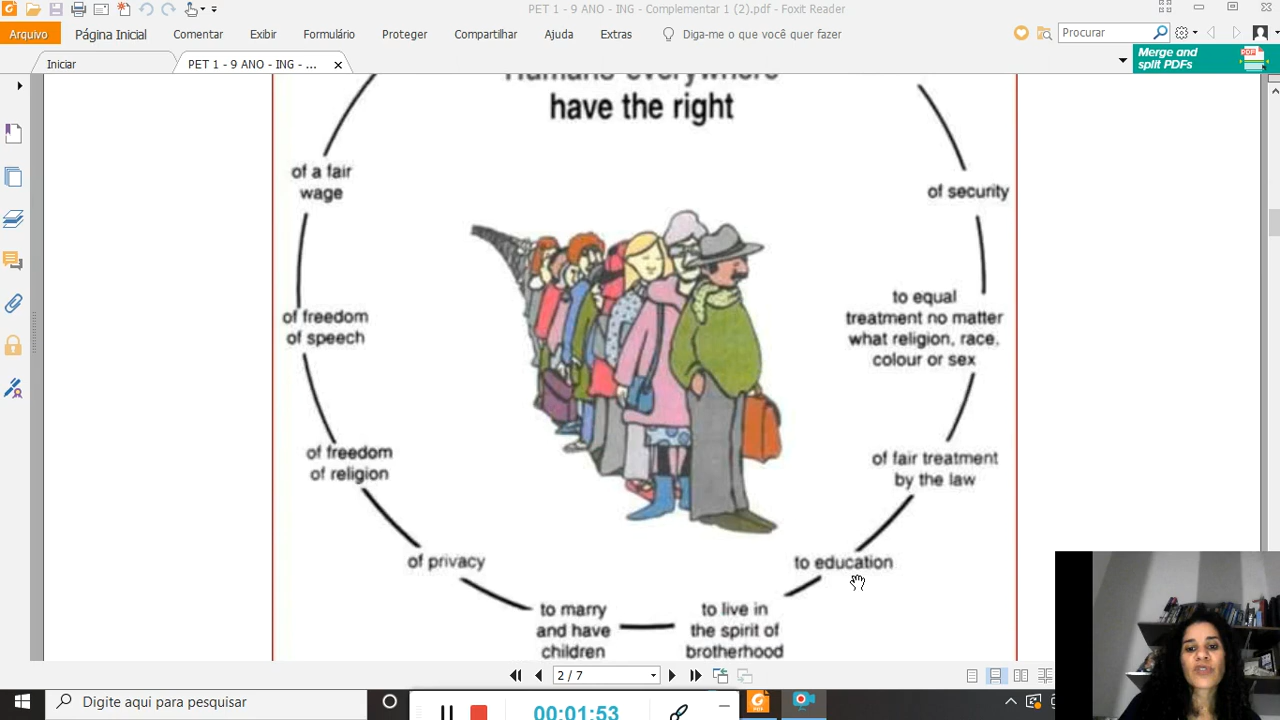 PET 1 - 9 ANO - ING - Complementar 1 (2).pdf - Foxit Reader
Arquivo
Página Inicial
Comentar
Exibir
Formulário
Proteger
Compartilhar
Ajuda
Extras
Diga-me o que você quer fazer
Procurar
Iniciar
PET 1 - 9 ANO - ING - ...
Merge and
split PDFs
PDF
Humans everywhere
have the right
of a fair
wage
of security
of freedom
of speech
to equal
treatment no matter
what religion, race,
colour or sex
of freedom
of religion
of fair treatment
by the law
of privacy
to education
to marry
and have
children
to live in
the spirit of
brotherhood
2 / 7
Digite aqui para pesquisar
00:01:53